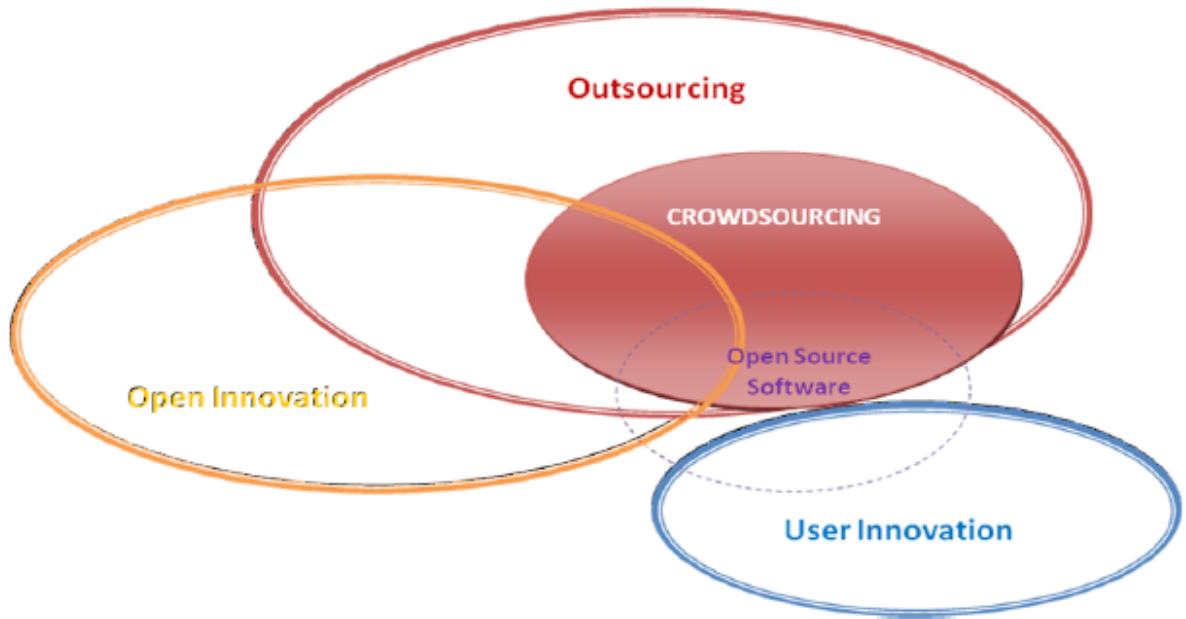 Outsourcing
CROWDSOURCING
Open Source
Software
Open Innovation
User Innovation